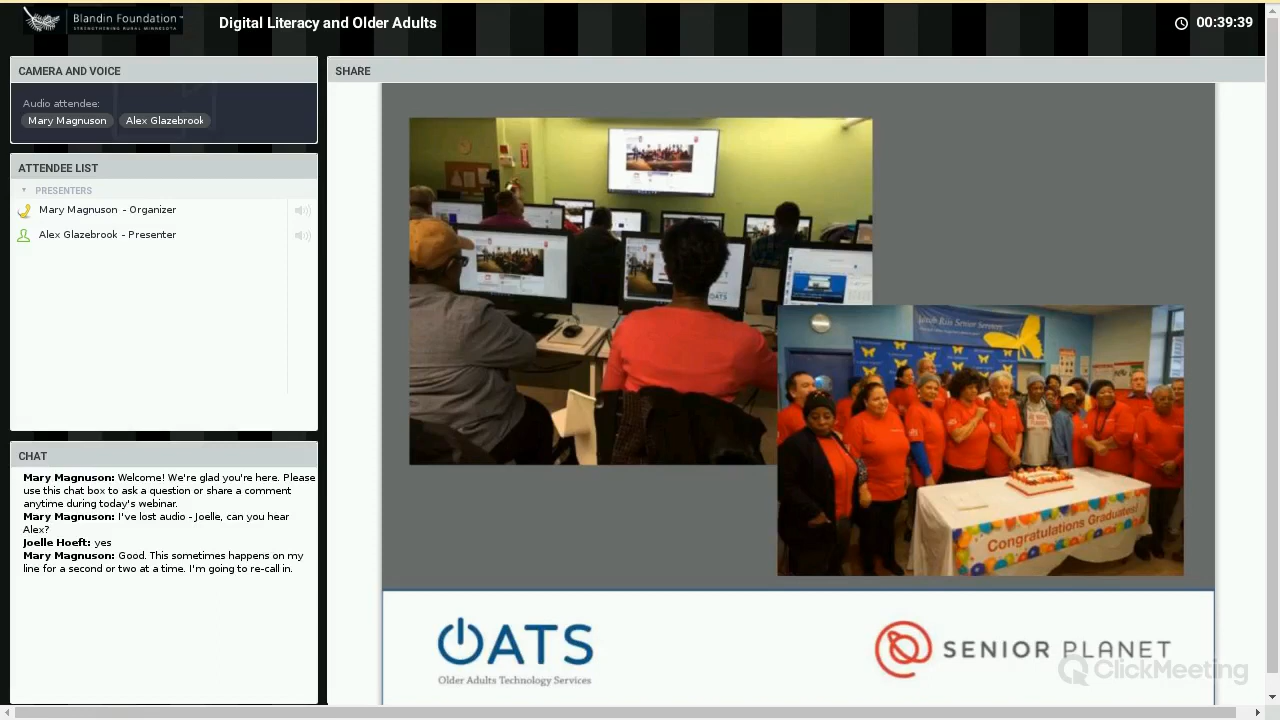 Blandin Foundation™
STRENGTHENING RURAL MINNESOTA
Digital Literacy and Older Adults
00:39:39
CAMERA AND VOICE
Audio attendee:
Mary Magnuson
Alex Glazebrook
ATTENDEE LIST
PRESENTERS
Mary Magnuson - Organizer
Alex Glazebrook - Presenter
CHAT
Mary Magnuson: Welcome! We're glad you're here. Please
use this chat box to ask a question or share a comment
anytime during today's webinar.
Mary Magnuson: I've lost audio - Joelle, can you hear
Alex?
Joelle Hoeft: yes
Mary Magnuson: Good. This sometimes happens on my
line for a second or two at a time. I'm going to re-call in.
SHARE
Jacob Riis Senior Services
Congratulations Graduates!
OATS
Older Adults Technology Services
SENIOR PLANET
ClickMeeting